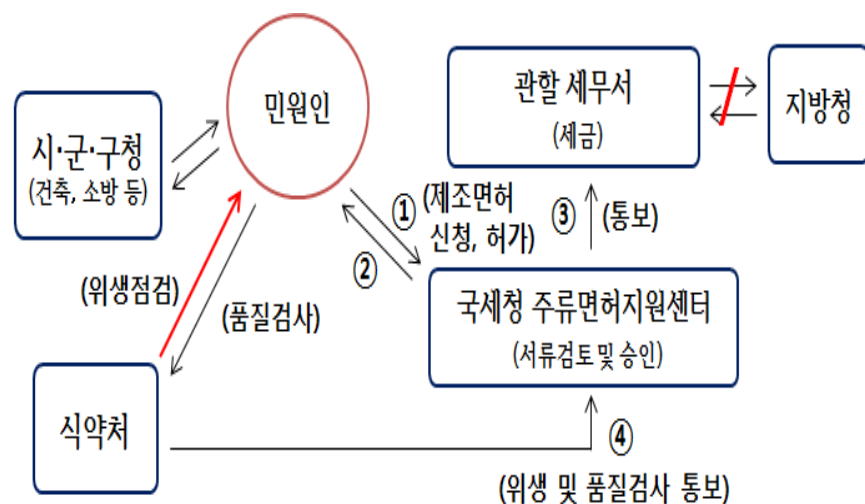 민원인
관할 세무서
(세금)
지방청
시·군·구청
(건축, 소방 등)
① (제조면허
신청, 허가)
②
③ (통보)
(위생점검)
(품질검사)
국세청 주류면허지원센터
(서류검토 및 승인)
식약처
④
(위생 및 품질검사 통보)